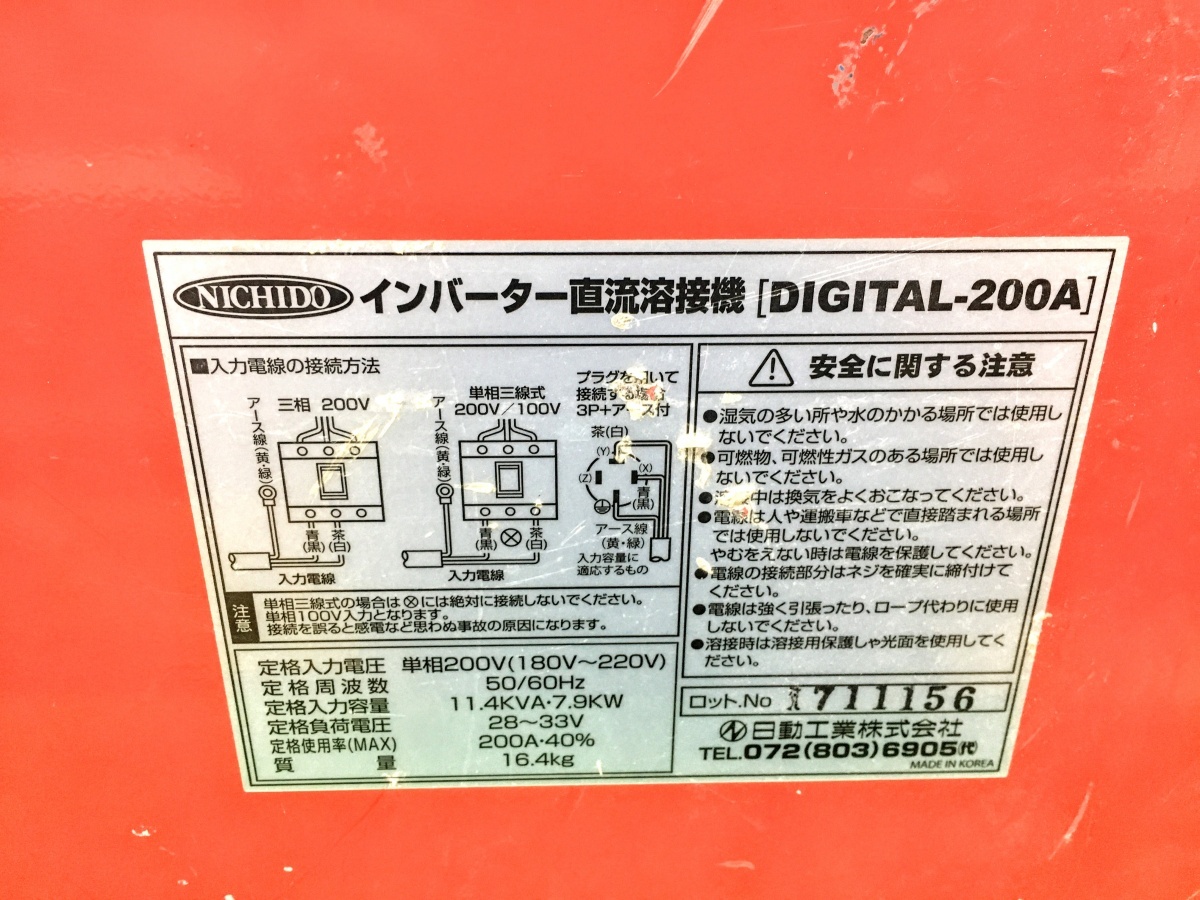 NICHIDO インバーター直流溶接機 [DIGITAL-200A]
■入力電線の接続方法
三相 200V
アース線(黄・緑)
青(黒)
茶(白)
入力電線
単相三線式
200V/100V
アース線(黄・緑)
青(黒)
茶(白)
入力電線
プラグを用いて
接続する場合
3P+アース付
茶(白)
(Y)
(X)
(Z)
青(黒)
アース線
(黄・緑)
入力容量に
適応するもの
注意
単相三線式の場合は⊗には絶対に接続しないでください。
単相100V入力となります。
接続を誤ると感電など思わぬ事故の原因になります。
定格入力電圧 単相200V(180V〜220V)
定格周波数 50/60Hz
定格入力容量 11.4KVA・7.9KW
定格負荷電圧 28〜33V
定格使用率(MAX) 200A・40%
質量 16.4kg
安全に関する注意
●湿気の多い所や水のかかる場所では使用し
ないでください。
●可燃物、可燃性ガスのある場所では使用し
ないでください。
●溶接中は換気をよくおこなってください。
●電線は人や運搬車などで直接踏まれる場所
では使用しないでください。
やむをえない時は電線を保護してください。
●電線の接続部分はネジを確実に締付けて
ください。
●電線は強く引張ったり、ロープ代わりに使用
しないでください。
●溶接時は溶接用保護しゃ光面を使用してく
ださい。
ロット.No 1711156
日動工業株式会社
TEL.072(803)6905(代)
MADE IN KOREA